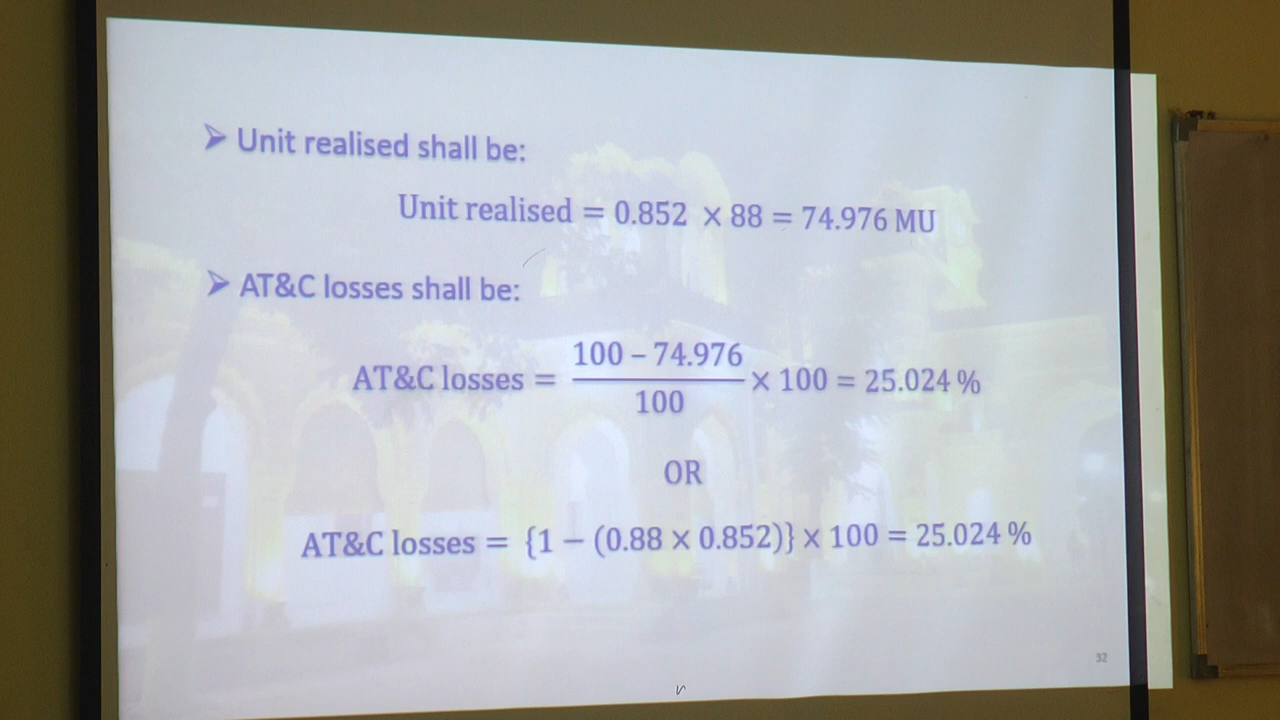 ➢ Unit realised shall be:
Unit realised = 0.852 × 88 = 74.976 MU
➢ AT&C losses shall be:
AT&C losses = \frac{100 – 74.976}{100} × 100 = 25.024 %
OR
AT&C losses = {1 – (0.88 × 0.852)} × 100 = 25.024 %
32